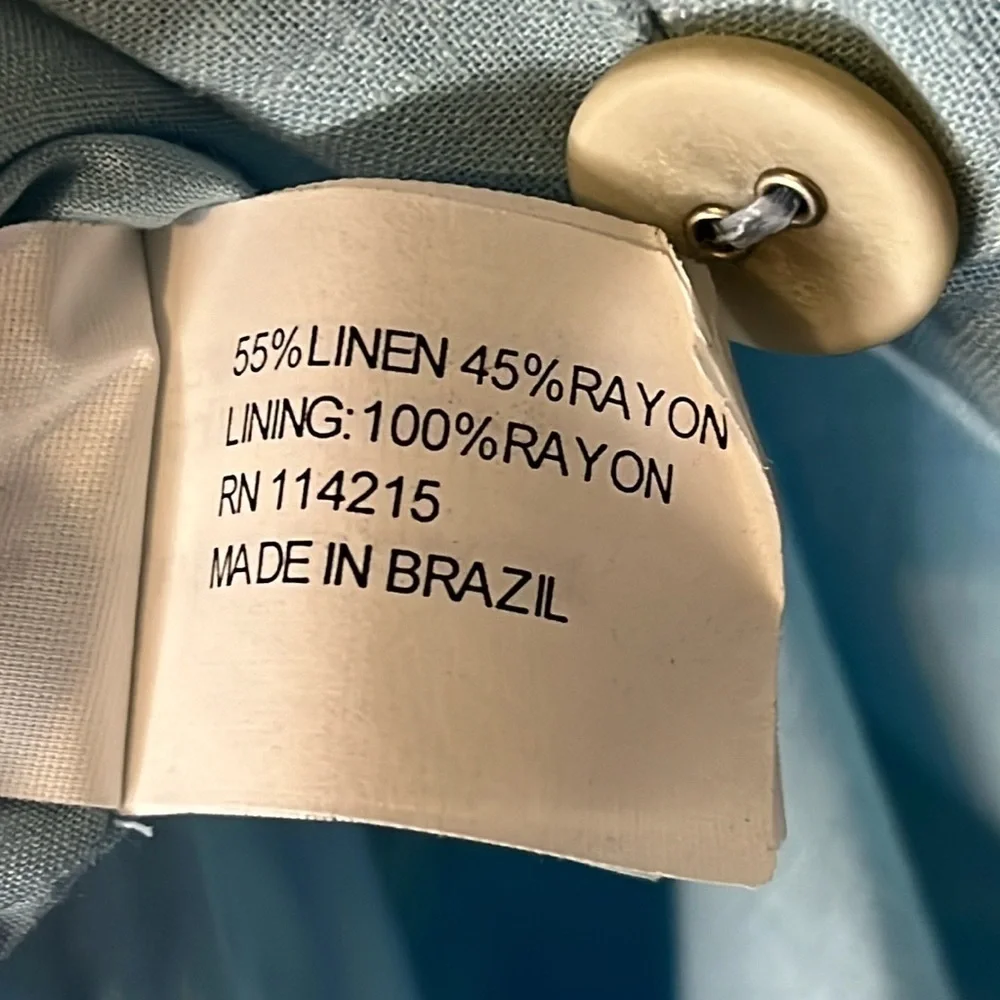 55%LINEN 45%RAYON
LINING: 100%RAYON
RN 114215
MADE IN BRAZIL